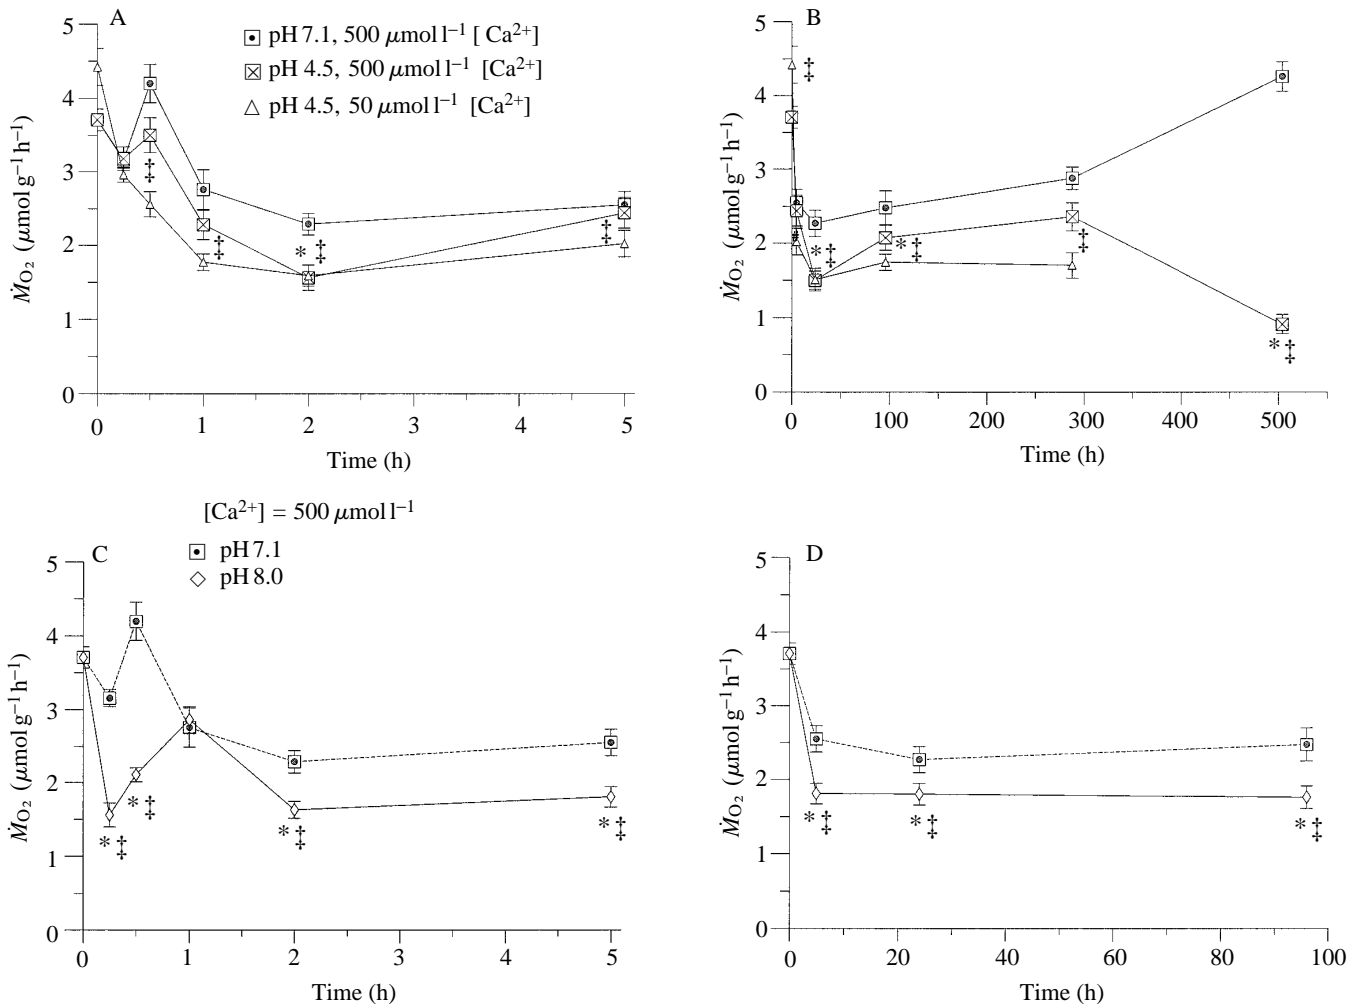 A
pH 7.1, 500 μmol l⁻¹ [ Ca²⁺]
pH 4.5, 500 μmol l⁻¹ [Ca²⁺]
pH 4.5, 50 μmol l⁻¹ [Ca²⁺]
ṀO₂ (μmol g⁻¹ h⁻¹)
5
4
3
2
1
0
‡
‡
* ‡
‡
0 1 2 3 4 5
Time (h)
B
ṀO₂ (μmol g⁻¹ h⁻¹)
5
4
3
2
1
0
‡
‡
* ‡
* ‡
‡
* ‡
0 100 200 300 400 500
Time (h)
[Ca²⁺] = 500 μmol l⁻¹
C
pH 7.1
pH 8.0
ṀO₂ (μmol g⁻¹ h⁻¹)
5
4
3
2
1
0
* ‡
* ‡
* ‡
* ‡
0 1 2 3 4 5
Time (h)
D
ṀO₂ (μmol g⁻¹ h⁻¹)
5
4
3
2
1
0
* ‡
* ‡
* ‡
0 20 40 60 80 100
Time (h)